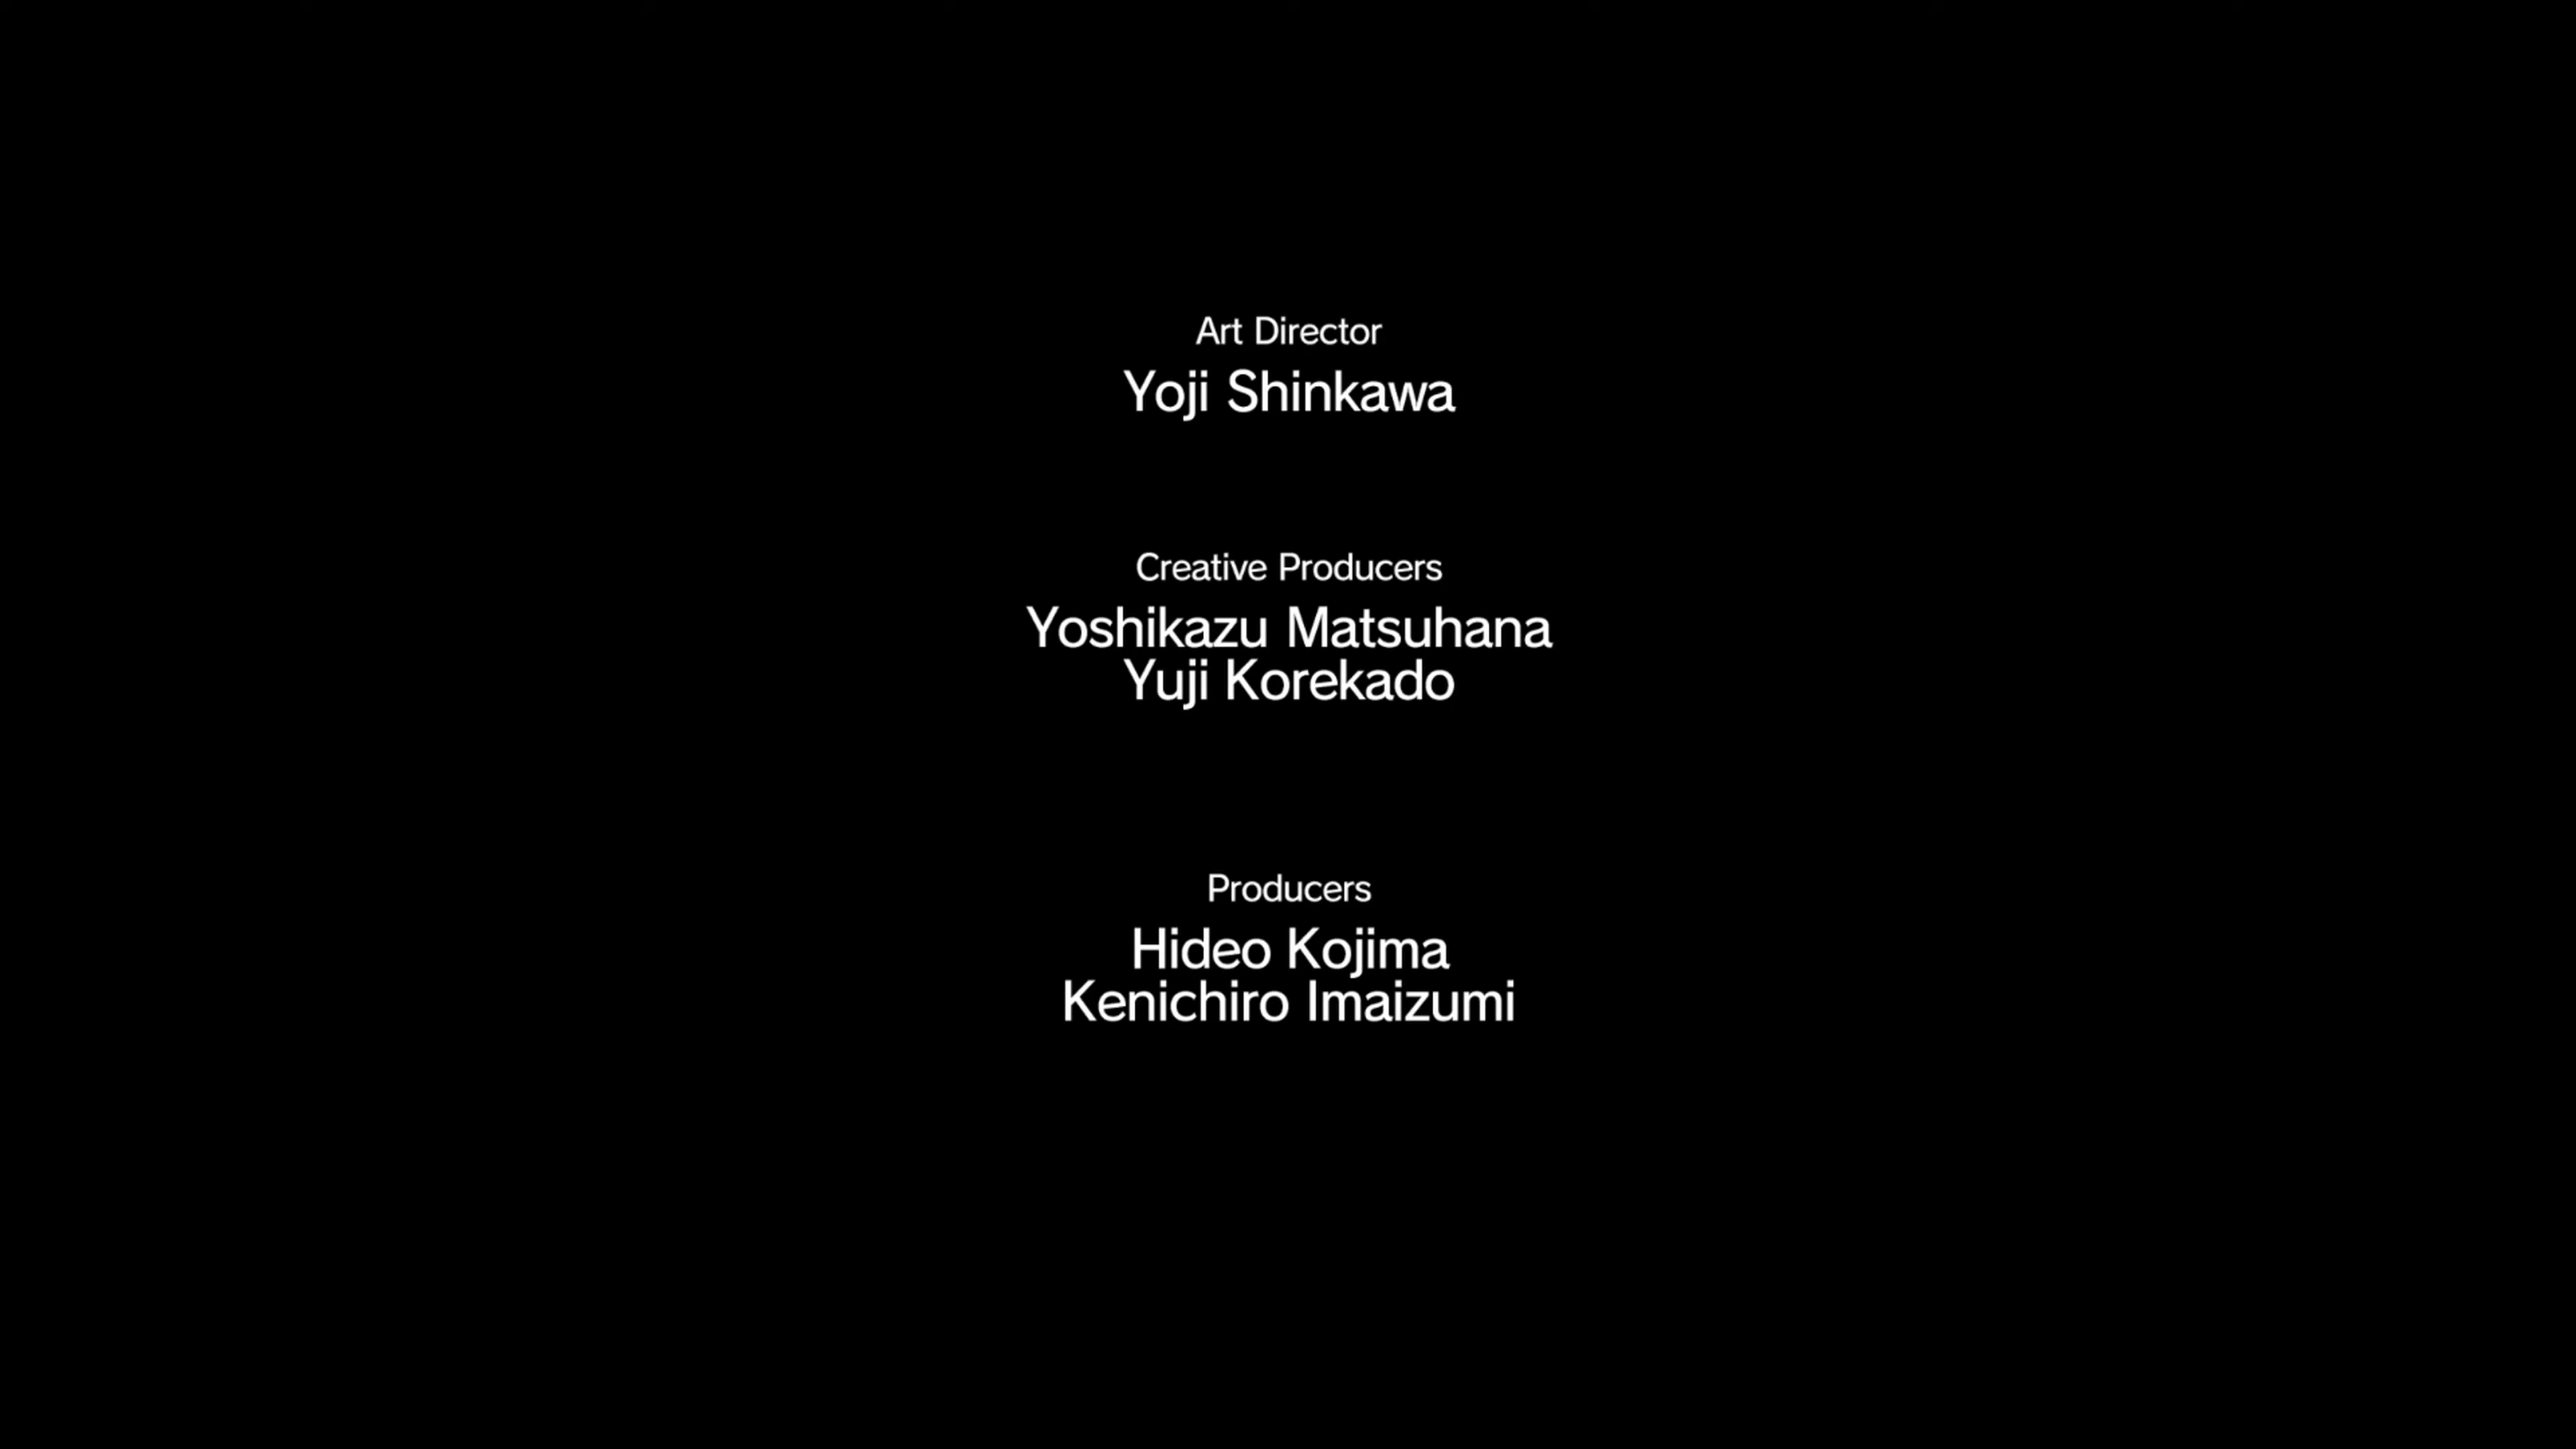 Art Director
Yoji Shinkawa
Creative Producers
Yoshikazu Matsuhana
Yuji Korekado
Producers
Hideo Kojima
Kenichiro Imaizumi